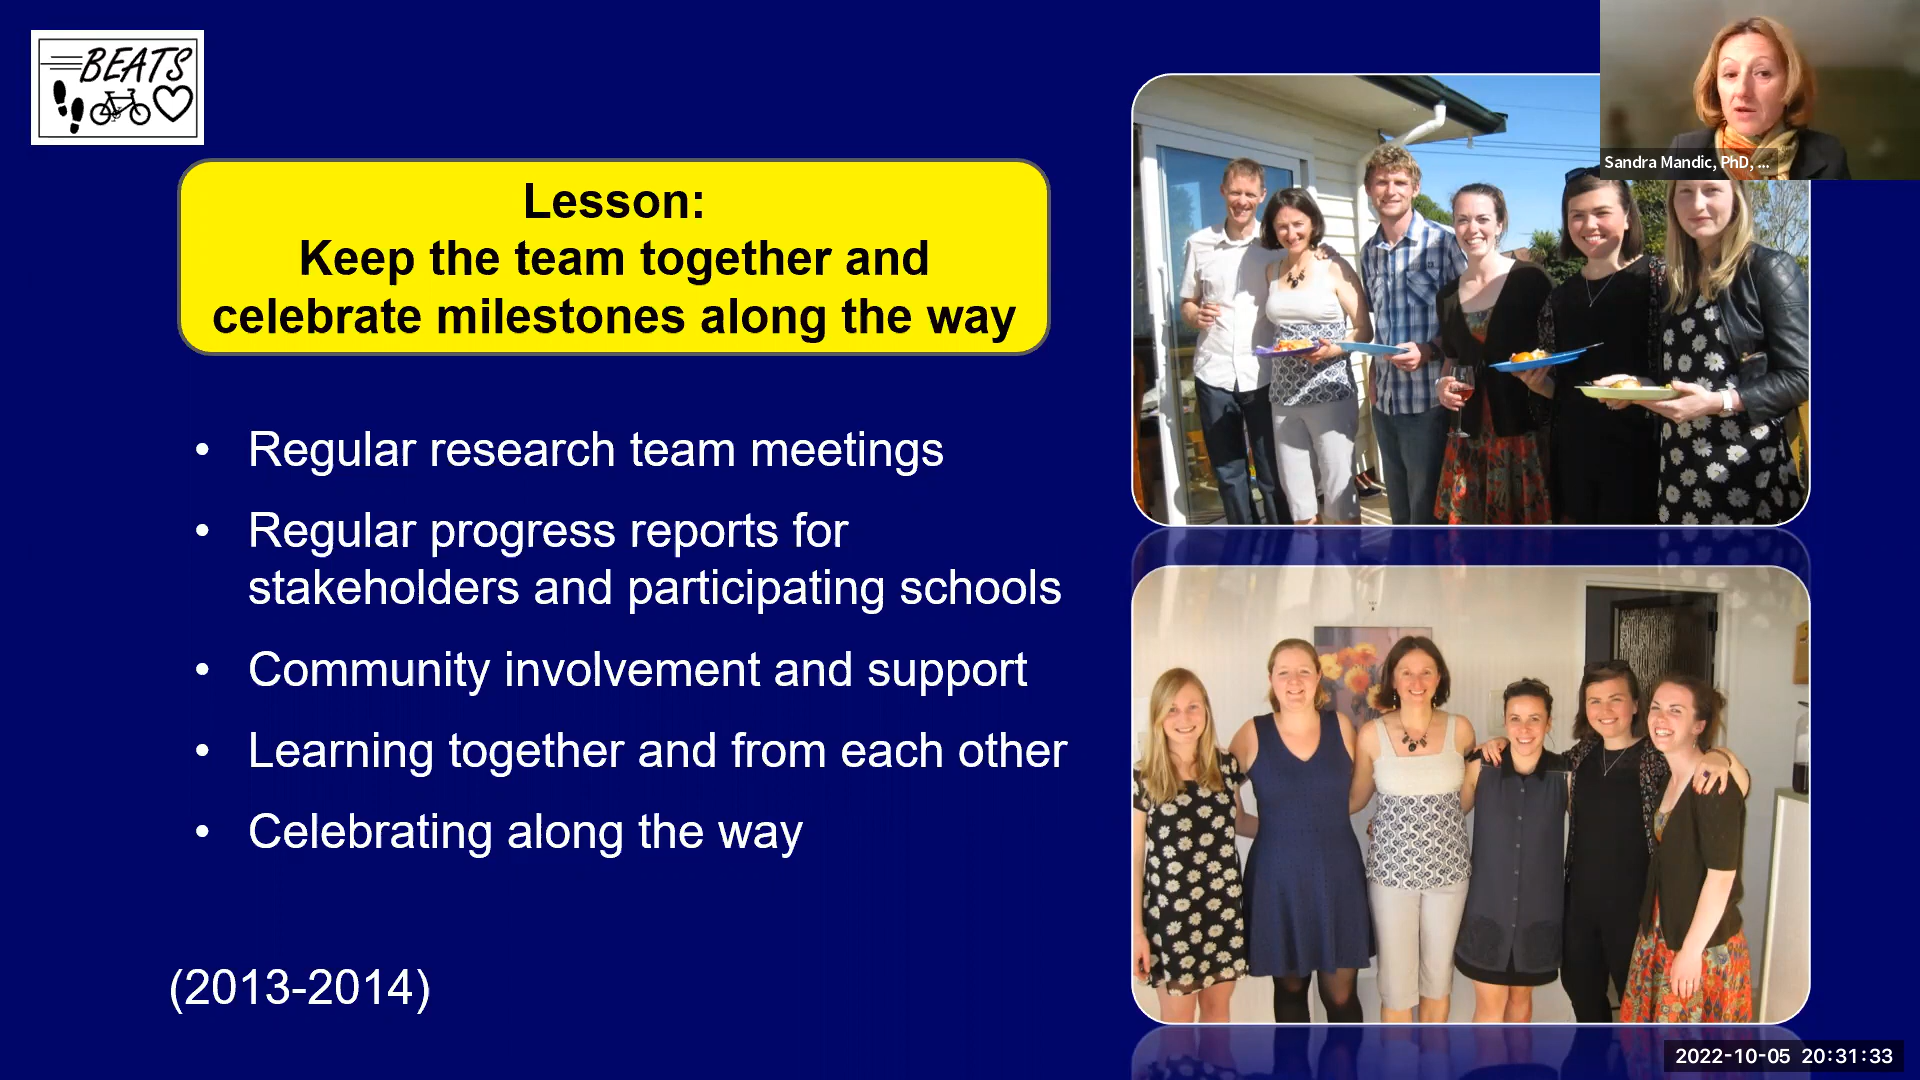 BEATS
Sandra Mandic, PhD, ...
Lesson:
Keep the team together and
celebrate milestones along the way
• Regular research team meetings
• Regular progress reports for
stakeholders and participating schools
• Community involvement and support
• Learning together and from each other
• Celebrating along the way
(2013-2014)
2022-10-05 20:31:33